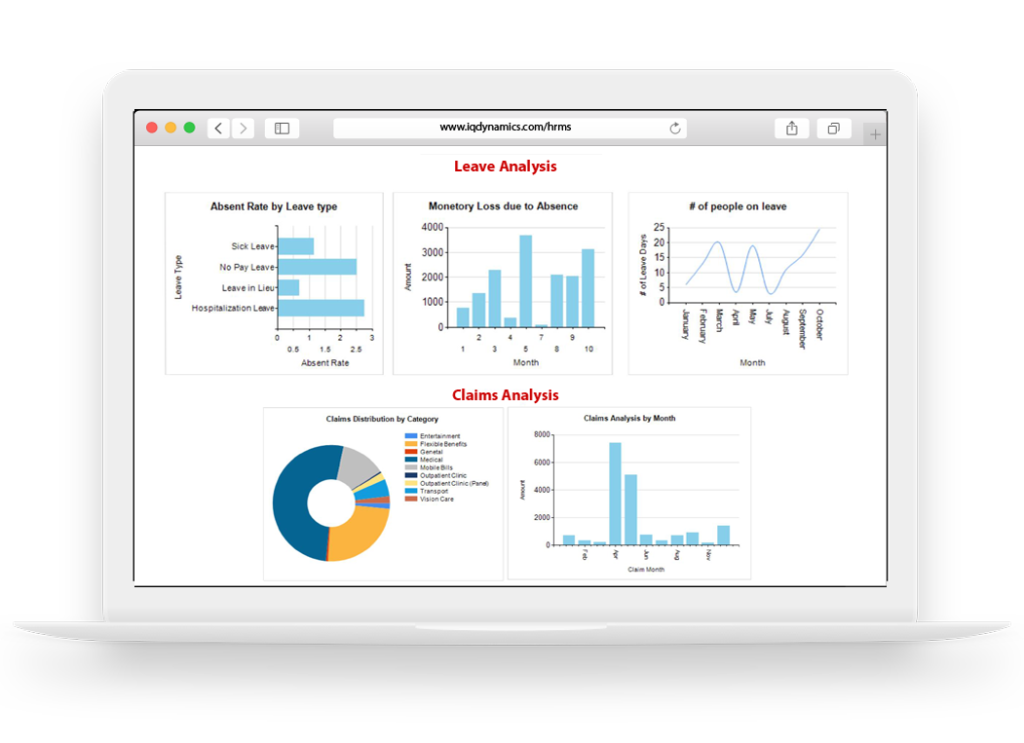 www.iqdynamics.com/hrms
Leave Analysis
Absent Rate by Leave type
Leave Type
Sick Leave
No Pay Leave
Leave in Lieu
Hospitalization Leave
0 1 2 3
0.5 1.5 2.5
Absent Rate
Monetory Loss due to Absence
Amount
4000
3000
2000
1000
0
2 4 7 9
1 3 5 8 10
Month
# of people on leave
# of Leave Days
25
20
15
10
5
0
January
February
March
April
May
July
August
September
October
Month
Claims Analysis
Claims Distribution by Category
Entertainment
Flexible Benefits
General
Medical
Mobile Bills
Outpatient Clinic
Outpatient Clinic (Panel)
Transport
Vision Care
Claims Analysis by Month
Amount
8000
6000
4000
2000
0
Feb
Apr
Jun
Aug
Nov
Claim Month